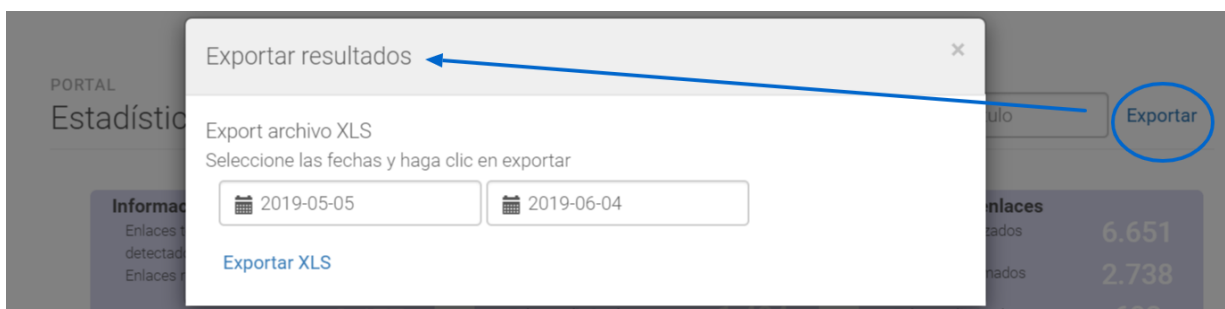 Exportar resultados ×
PORTAL
Exportar
Export archivo XLS
Seleccione las fechas y haga clic en exportar
2019-05-05 2019-06-04
Exportar XLS
Enlaces
6.651
2.738